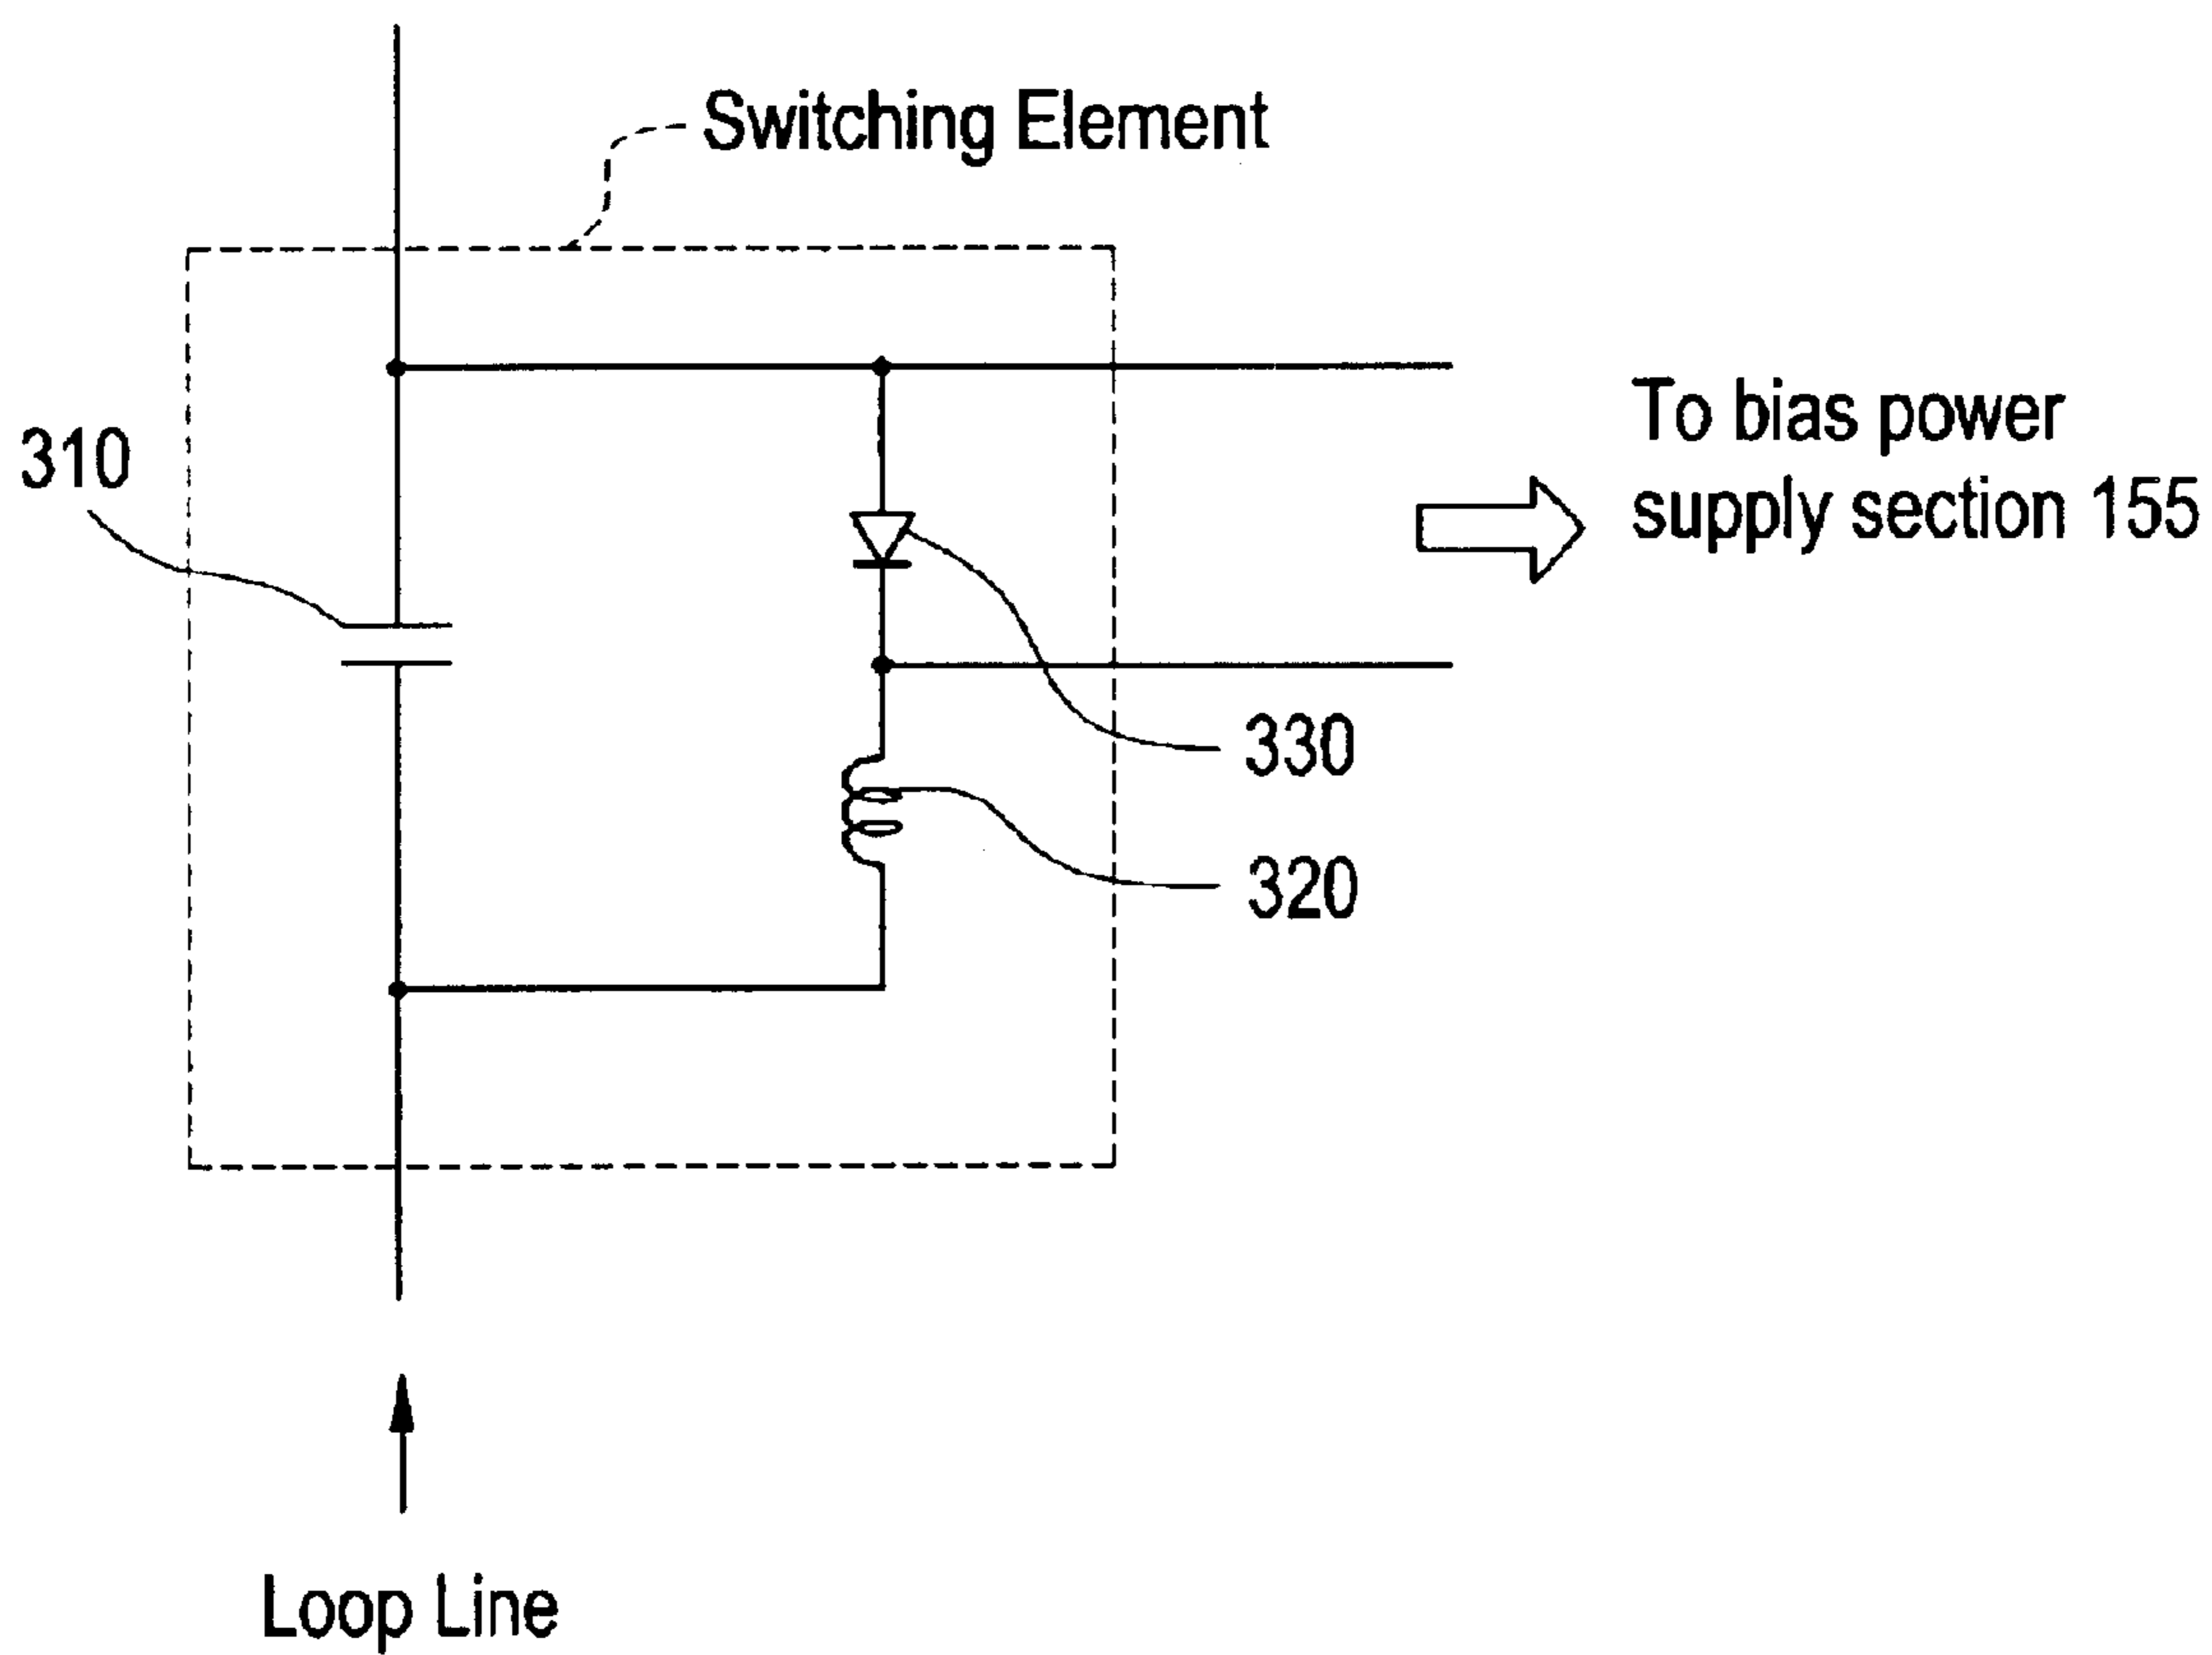 Switching Element
310
To bias power
supply section 155
330
320
Loop Line